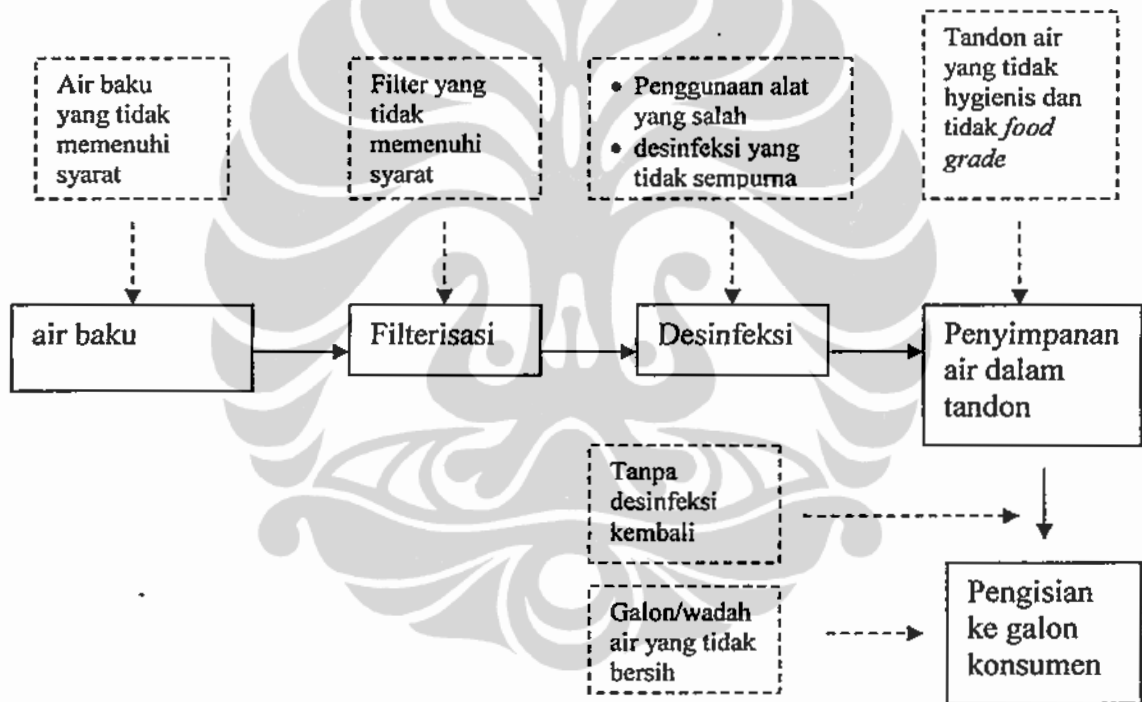 Air baku
yang tidak
memenuhi
syarat
Filter yang
tidak
memenuhi
syarat
• Penggunaan alat
yang salah
• desinfeksi yang
tidak sempurna
Tandon air
yang tidak
hygienis dan
tidak food
grade
air baku
Filterisasi
Desinfeksi
Penyimpanan
air dalam
tandon
Tanpa
desinfeksi
kembali
Galon/wadah
air yang tidak
bersih
Pengisian
ke galon
konsumen